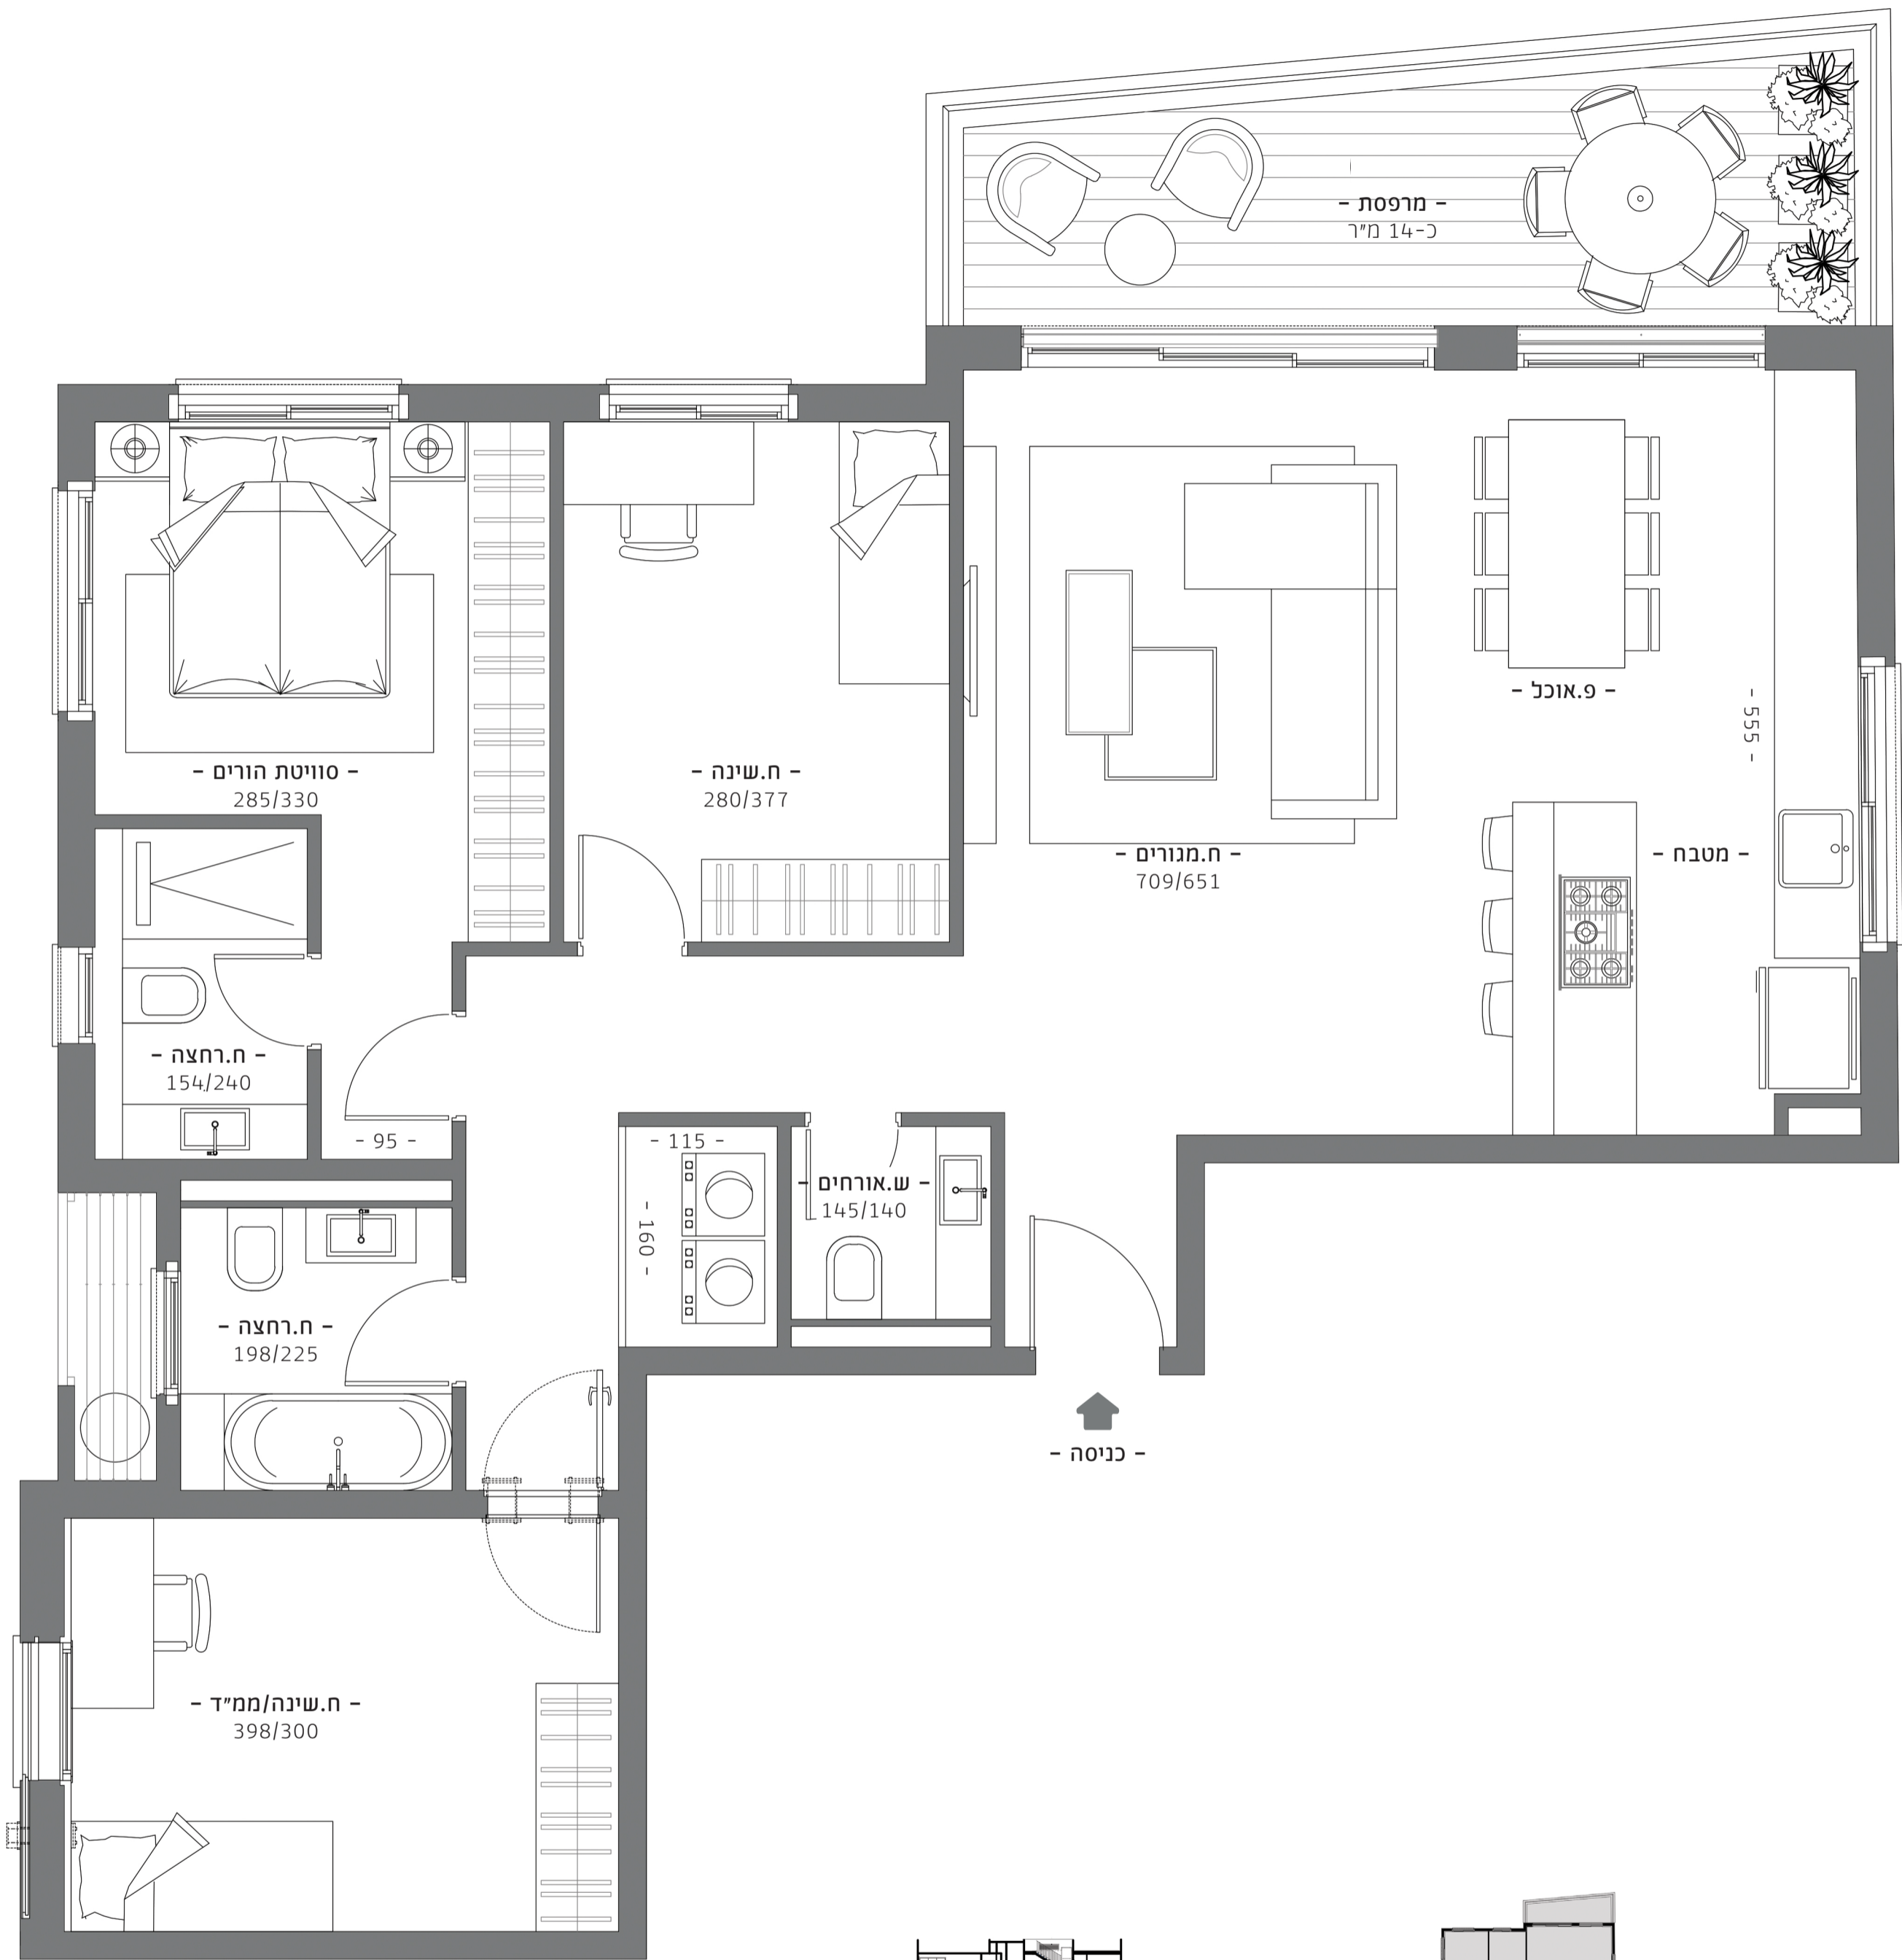 - מרפסת -
כ-14 מ״ר
- פ.אוכל -
- 555 -
- סוויטת הורים -
285/330
- ח.שינה -
280/377
- ח.מגורים -
709/651
- מטבח -
- ח.רחצה -
154/240
- 95 -
- 115 -
- 160 -
- ש.אורחים -
145/140
- ח.רחצה -
198/225
- כניסה -
- ח.שינה/ממ״ד -
398/300